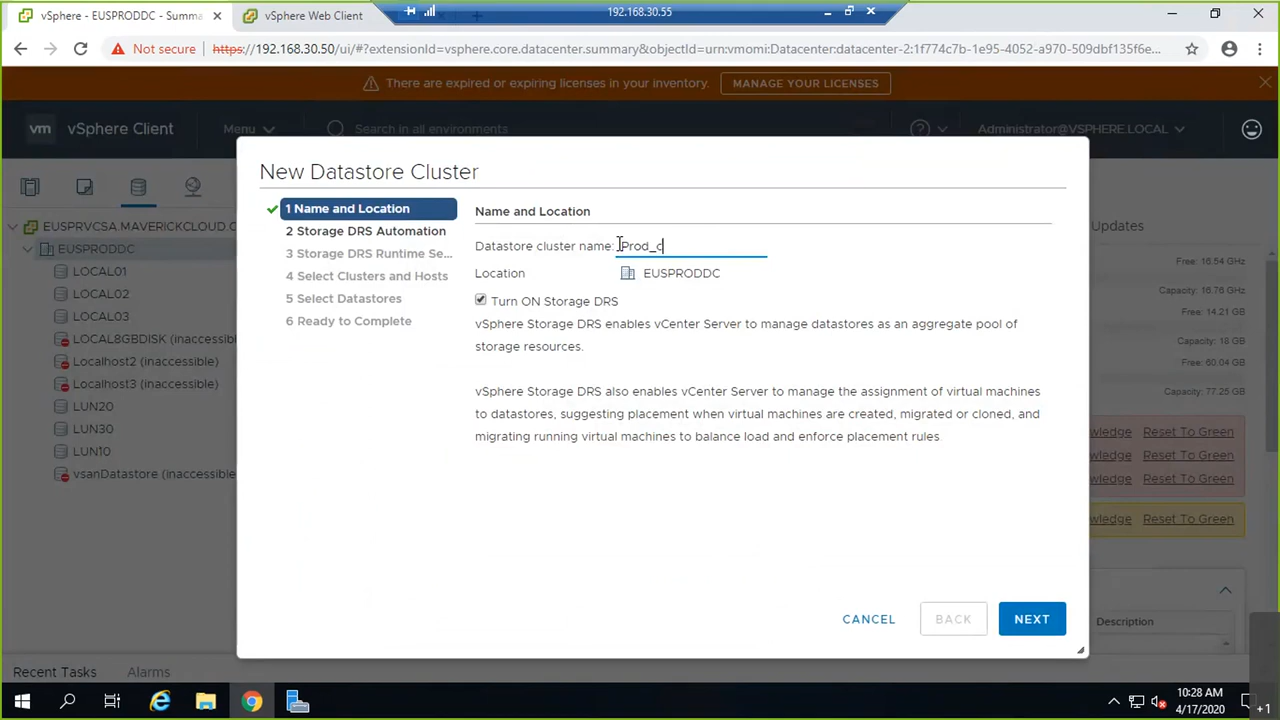 vSphere - EUSPRODDC - Summa
vSphere Web Client
192.168.30.55
Not secure
https://192.168.30.50/ui/#?extensionId=vsphere.core.datacenter.summary&objectId=urn:vmomi:Datacenter:datacenter-2:1f774c7b-1e95-4052-a970-509dbf135f6e...
There are expired or expiring licenses in your inventory.
MANAGE YOUR LICENSES
vm
vSphere Client
Menu
Search in all environments
Administrator@VSPHERE.LOCAL
EUSPRVCSA.MAVERICKCLOUD.C
EUSPRODDC
LOCAL01
LOCAL02
LOCAL03
LOCAL8GBDISK (inaccessible)
Localhost2 (inaccessible)
Localhost3 (inaccessible)
LUN20
LUN30
LUN10
vsanDatastore (inaccessible)
New Datastore Cluster
1 Name and Location
2 Storage DRS Automation
3 Storage DRS Runtime Se...
4 Select Clusters and Hosts
5 Select Datastores
6 Ready to Complete
Name and Location
Datastore cluster name: Prod_c
Location EUSPRODDC
Turn ON Storage DRS
vSphere Storage DRS enables vCenter Server to manage datastores as an aggregate pool of
storage resources.
vSphere Storage DRS also enables vCenter Server to manage the assignment of virtual machines
to datastores, suggesting placement when virtual machines are created, migrated or cloned, and
migrating running virtual machines to balance load and enforce placement rules
CANCEL
BACK
NEXT
Updates
Free: 16.54 GHz
Capacity: 16.76 GHz
Free: 14.21 GB
Capacity: 18 GB
Free: 60.04 GB
Capacity: 77.25 GB
wledge Reset To Green
wledge Reset To Green
wledge Reset To Green
wledge Reset To Green
Description
Recent Tasks
Alarms
10:28 AM
4/17/2020
+1